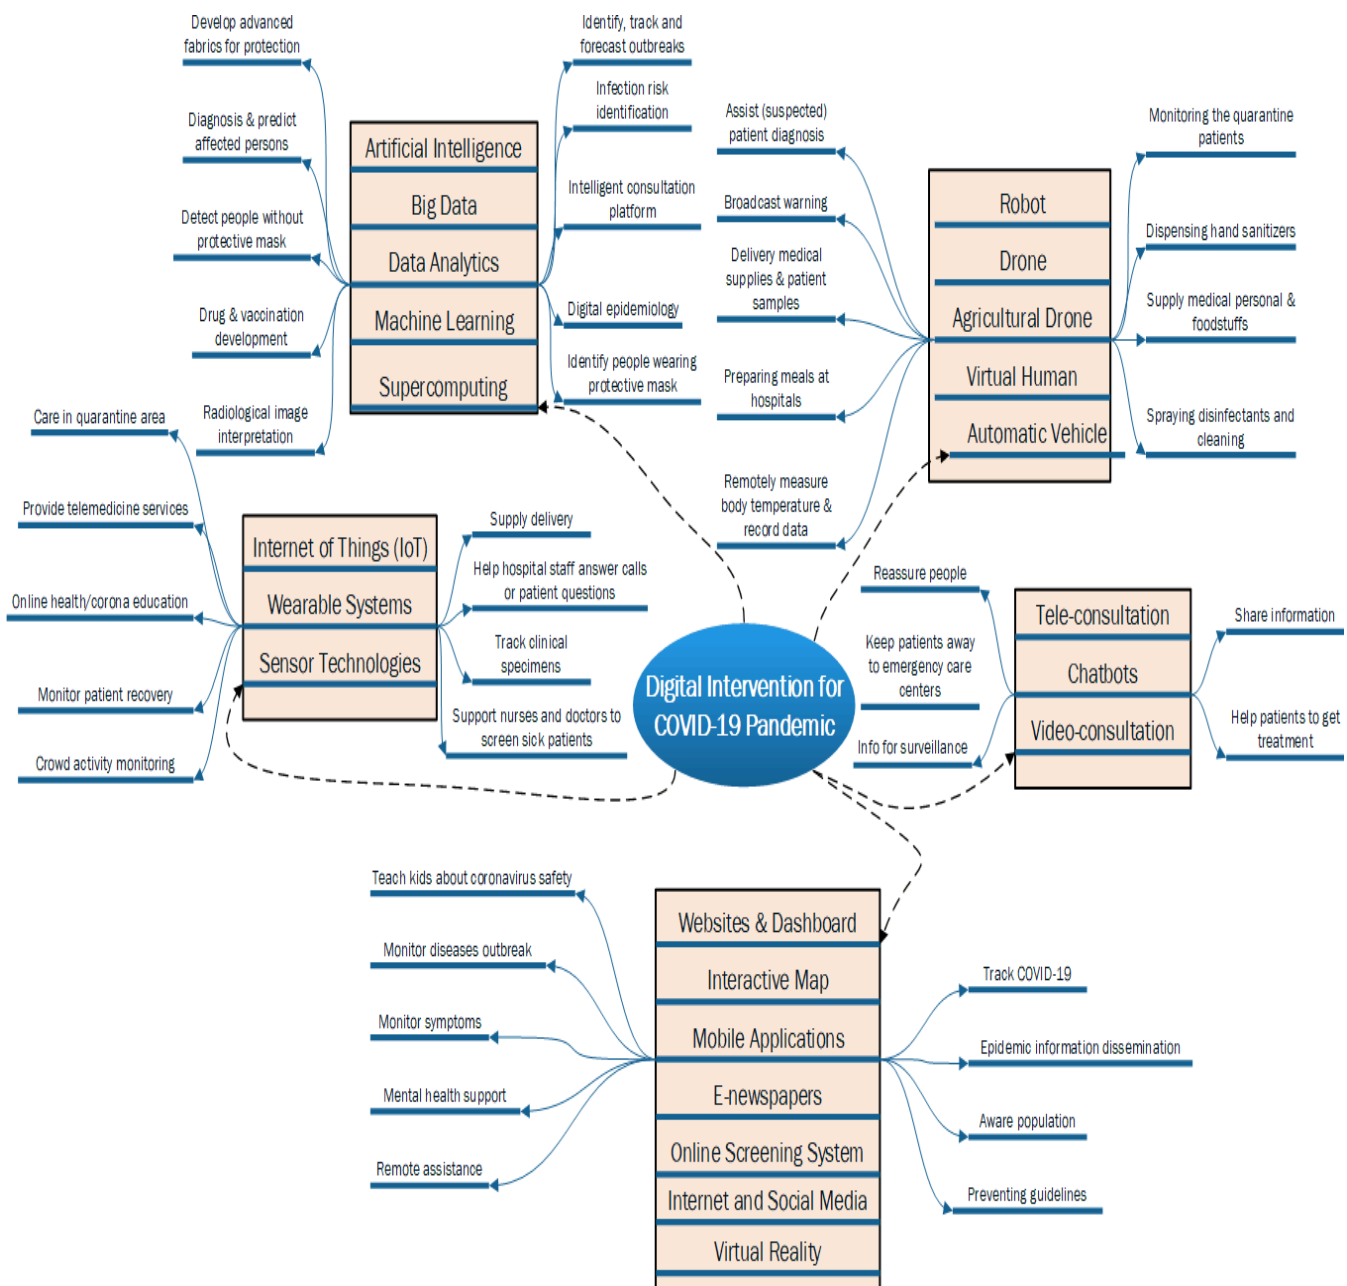 Develop advanced
fabrics for protection
Diagnosis & predict
affected persons
Detect people without
protective mask
Drug & vaccination
development
Radiological image
interpretation
Artificial Intelligence
Big Data
Data Analytics
Machine Learning
Supercomputing
Identify, track and
forecast outbreaks
Infection risk
identification
Intelligent consultation
platform
Digital epidemiology
Identify people wearing
protective mask
Assist (suspected)
patient diagnosis
Broadcast warning
Delivery medical
supplies & patient
samples
Preparing meals at
hospitals
Remotely measure
body temperature &
record data
Robot
Drone
Agricultural Drone
Virtual Human
Automatic Vehicle
Monitoring the quarantine
patients
Dispensing hand sanitizers
Supply medical personal &
foodstuffs
Spraying disinfectants and
cleaning
Care in quarantine area
Provide telemedicine services
Online health/corona education
Monitor patient recovery
Crowd activity monitoring
Internet of Things (IoT)
Wearable Systems
Sensor Technologies
Supply delivery
Help hospital staff answer calls
or patient questions
Track clinical
specimens
Support nurses and doctors to
screen sick patients
Digital Intervention for
COVID-19 Pandemic
Reassure people
Keep patients away
to emergency care
centers
Info for surveillance
Tele-consultation
Chatbots
Video-consultation
Share information
Help patients to get
treatment
Teach kids about coronavirus safety
Monitor diseases outbreak
Monitor symptoms
Mental health support
Remote assistance
Websites & Dashboard
Interactive Map
Mobile Applications
E-newspapers
Online Screening System
Internet and Social Media
Virtual Reality
Track COVID-19
Epidemic information dissemination
Aware population
Preventing guidelines